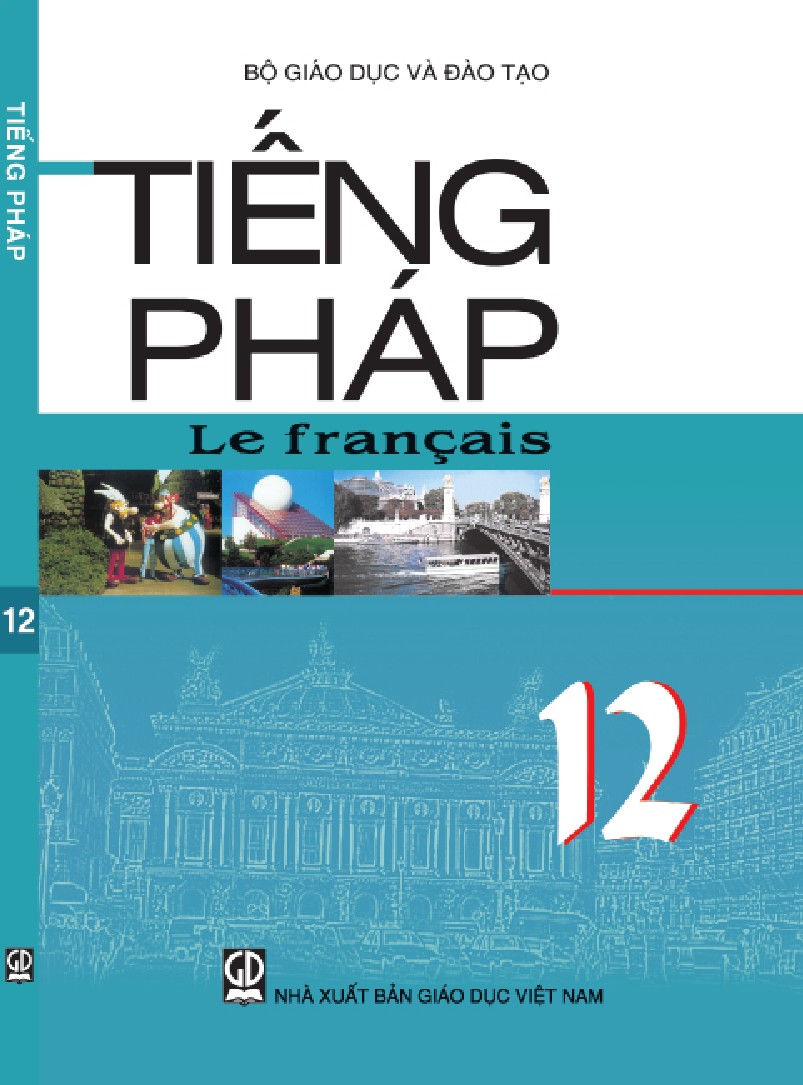 BỘ GIÁO DỤC VÀ ĐÀO TẠO
TIẾNG PHÁP
TIẾNG
PHÁP
Le français
12
12
GD
GD
NHÀ XUẤT BẢN GIÁO DỤC VIỆT NAM